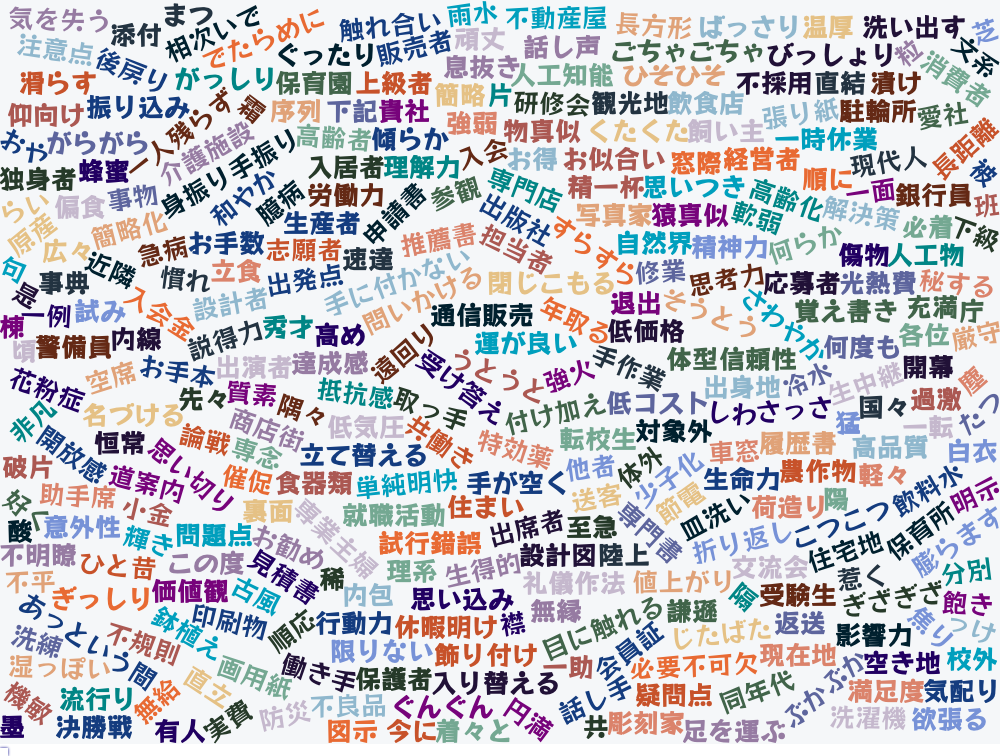 気を失う
添付
まつ
相次いで
でたらめに
触れ合い
雨水
不動産屋
長方形
ばっさり
温厚
洗い出す
芝
注意点
後戻り
ぐったり
販売者
頑丈
話し声
ごちゃごちゃ
びっしょり
粒
文系
滑らす
がっしり
保育園
上級者
息抜き
人工知能
ひそひそ
不採用
直結
漬け
消費者
仰向け
振り込み
一人残らず
霜
序列
下記
貴社
簡略
片
研修会
観光地
飲食店
張り紙
駐輪所
愛社
おや
がらがら
介護施設
高齢者
傾らか
強弱
物真似
くたくた
飼い主
一時休業
長距離
独身者
蜂蜜
身振り手振り
入居者
理解力
入会
お得
お似合い
窓際
経営者
順に
現代人
被
らい
偏食
事物
和やか
臆病
労働力
申請書
参観
専門店
精一杯
思いつき
高齢化
一面
銀行員
班
原産
広々
簡略化
急病
お手数
生産者
志願者
速達
推薦書
出版社
担当者
すらすら
写真家
猿真似
軟弱
解決策
必着
下級
句
事典
近隣
慣れ
立食
出発点
手に付かない
問いかける
閉じこもる
自然界
精神力
何らか
傷物
人工物
是
一例
試み
入会金
設計者
修業
思考力
応募者
光熱費
秘する
棟
頃
警備員
内線
説得力
秀才
高め
通信販売
年取る
退出
そうとう
さわやか
覚え書き
充満
庁
花粉症
空席
お手本
出演者
達成感
遠回り
受け答え
うとうと
運が良い
低価格
手作業
体型
信頼性
何度も
各位
厳守
非凡
名づける
先々
質素
隅々
抵抗感
取っ手
強火
付け加え
低コスト
出身地
冷水
生中継
開幕
過激
塵
開放感
恒常
思い切り
論戦
商店街
専念
低気圧
共働き
特効薬
転校生
対象外
しわさっさ
猛
国々
一転
たつ
破片
助手席
道案内
小金
催促
立て替える
食器類
単純明快
手が空く
他者
体外
少子化
車窓
履歴書
生命力
農作物
高品質
軽々
白衣
好く
酸
意外性
輝き
問題点
裏面
専業主婦
就職活動
住まい
出席者
至急
送客
専門書
節電
皿洗い
荷造り
陽
こつこつ
飲料水
明示
不明瞭
ひと昔
この度
お勧め
見積書
稀
試行錯誤
理系
生得的
設計図
陸上
折り返し
交流会
住宅地
保育所
膨らます
不平
ぎっしり
価値観
古風
内包
思い込み
礼儀作法
値上がり
隔
受験生
惹く
ぎざぎざ
分別
飽き
あっという間
洗練
不規則
鉢植え
印刷物
順応
行動力
休暇明け
襟
無縁
目に触れる
謙遜
じたばた
返送
影響力
漁り
つけ
湿っぽい
画用紙
働き手
限りない
保護者
飾り付け
入り替える
一助
会員証
必要不可欠
現在地
ぶかぶか
空き地
校外
機敏
流行り
無給
直立
防災
不良品
ぐんぐん
円満
話し手
疑問点
同年代
満足度
気配り
墨
決勝戦
有人
実費
図示
今に
着々と
共
彫刻家
足を運ぶ
洗濯機
欲張る